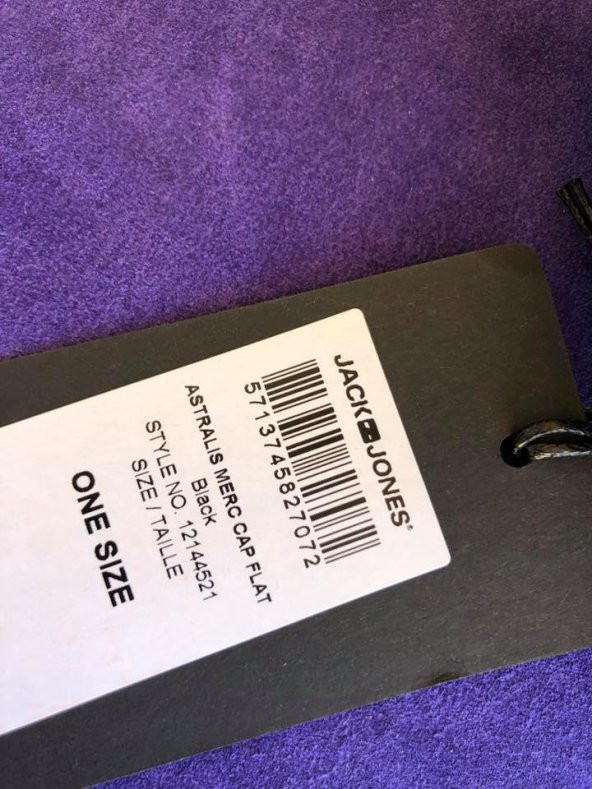 JACK JONES®
5713745827072
ASTRALIS MERC CAP FLAT
Black
STYLE NO. 12144521
SIZE / TAILLE
ONE SIZE